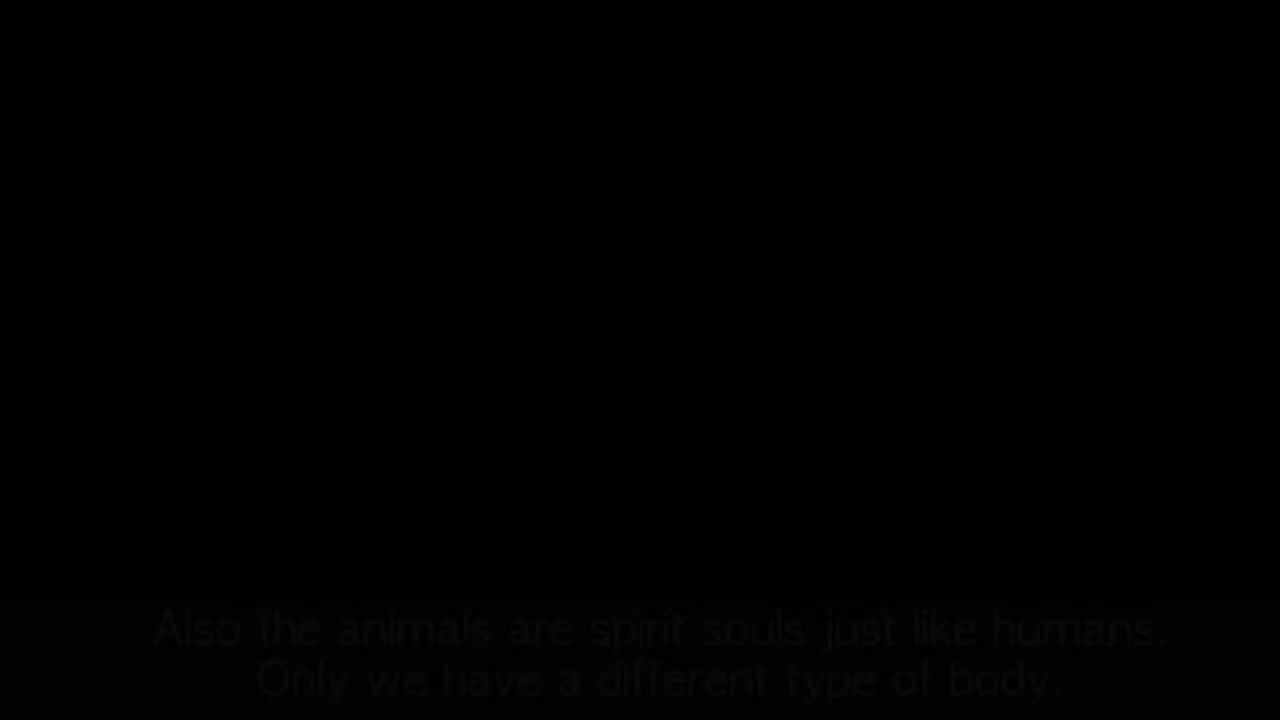 Also the animals are spirit souls just like humans.
Only we have a different type of body.